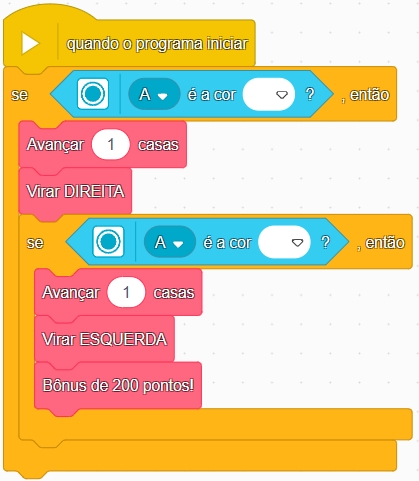 quando o programa iniciar
se A é a cor ? , então
Avançar 1 casas
Virar DIREITA
se A é a cor ? , então
Avançar 1 casas
Virar ESQUERDA
Bônus de 200 pontos!